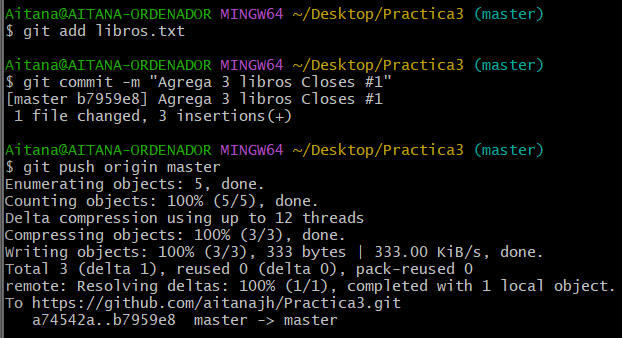 Aitana@AITANA-ORDENADOR MINGW64 ~/Desktop/Practica3 (master)
$ git add libros.txt
Aitana@AITANA-ORDENADOR MINGW64 ~/Desktop/Practica3 (master)
$ git commit -m "Agrega 3 libros Closes #1"
[master b7959e8] Agrega 3 libros Closes #1
 1 file changed, 3 insertions(+)
Aitana@AITANA-ORDENADOR MINGW64 ~/Desktop/Practica3 (master)
$ git push origin master
Enumerating objects: 5, done.
Counting objects: 100% (5/5), done.
Delta compression using up to 12 threads
Compressing objects: 100% (3/3), done.
Writing objects: 100% (3/3), 333 bytes | 333.00 KiB/s, done.
Total 3 (delta 1), reused 0 (delta 0), pack-reused 0
remote: Resolving deltas: 100% (1/1), completed with 1 local object.
To https://github.com/aitanajh/Practica3.git
   a74542a..b7959e8  master -> master